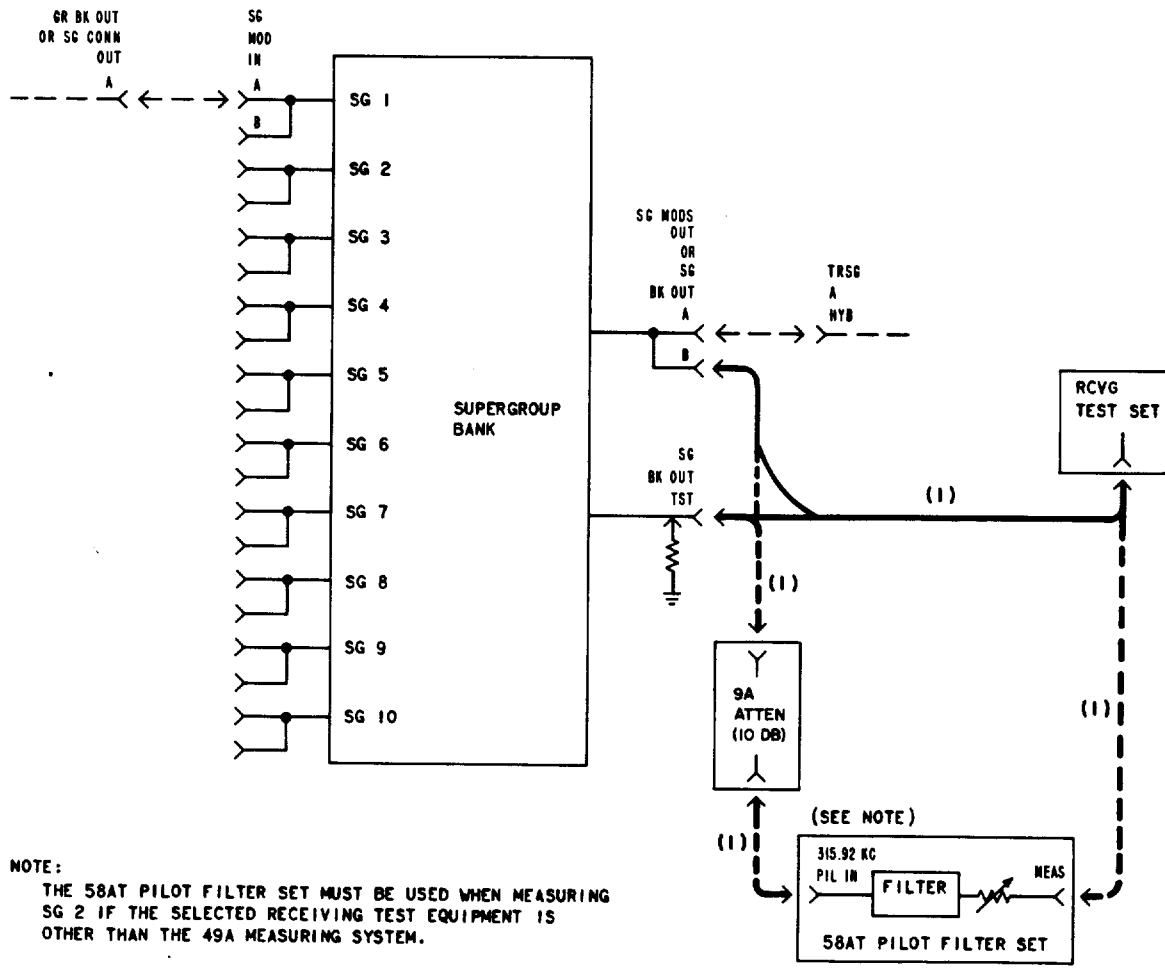 GR BK OUT
OR SG CONN
OUT
A
SG
MOD
IN
A
B
SG 1
SG 2
SG 3
SG 4
SG 5
SG 6
SG 7
SG 8
SG 9
SG 10
SUPERGROUP
BANK
SG MODS
OUT
OR
SG
BK OUT
A
B
TRSG
A
HYB
SG
BK OUT
TST
RCVG
TEST SET
(1)
(1)
(1)
(1)
9A
ATTEN
(10 DB)
(SEE NOTE)
315.92 KC
PIL IN
FILTER
MEAS
58AT PILOT FILTER SET
NOTE:
THE 58AT PILOT FILTER SET MUST BE USED WHEN MEASURING
SG 2 IF THE SELECTED RECEIVING TEST EQUIPMENT IS
OTHER THAN THE 49A MEASURING SYSTEM.